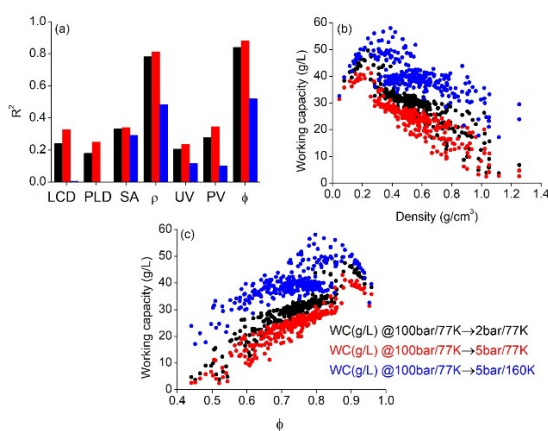 (a)
R²
1.0
0.8
0.6
0.4
0.2
0.0
LCD PLD SA ρ UV PV ϕ
(b)
Working capacity (g/L)
60
50
40
30
20
10
0
0.0 0.2 0.4 0.6 0.8 1.0 1.2 1.4
Density (g/cm³)
(c)
Working capacity (g/L)
60
50
40
30
20
10
0
WC(g/L) @100bar/77K→2bar/77K
WC(g/L) @100bar/77K→5bar/77K
WC(g/L) @100bar/77K→5bar/160K
0.4 0.5 0.6 0.7 0.8 0.9 1.0
ϕ